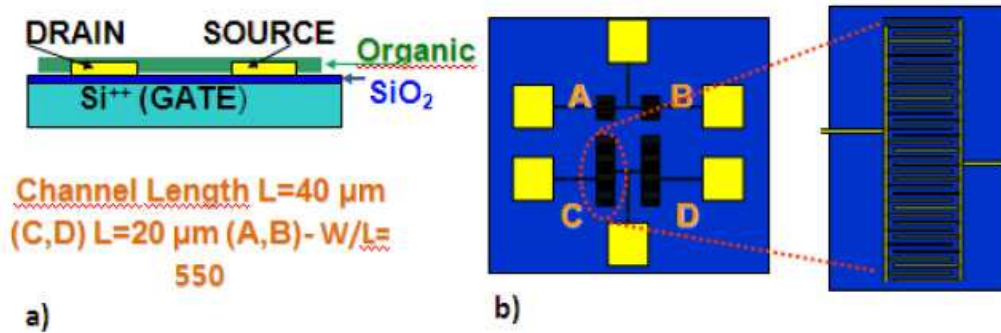 DRAIN SOURCE
Organic
SiO₂
Si⁺⁺ (GATE)
Channel Length L=40 μm
(C,D) L=20 μm (A,B)- W/L=
550
a)
A B
C D
b)